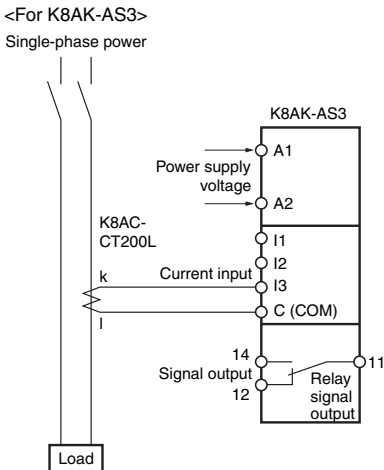 <For K8AK-AS3>
Single-phase power
K8AK-AS3
A1
Power supply
voltage
A2
K8AC-
CT200L
I1
I2
k
Current input
I3
C (COM)
l
14
11
Signal output
12
Relay
signal
output
Load